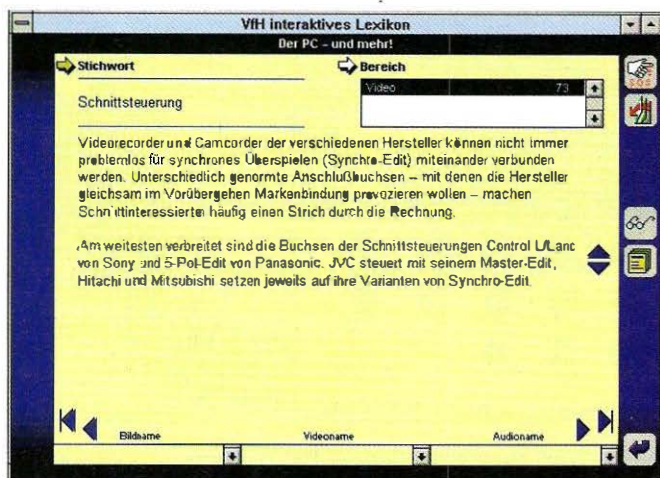 VfH interaktives Lexikon
Der PC – und mehr!
Stichwort
Bereich
Video 73
Schnittsteuerung
SOS
Videorecorder und Camcorder der verschiedenen Hersteller können nicht immer
problemlos für synchrones Überspielen (Synchro-Edit) miteinander verbunden
werden. Unterschiedlich genormte Anschlußbuchsen – mit denen die Hersteller
gleichsam im Vorübergehen Markenbindung provozieren wollen – machen
Schnittinteressierten häufig einen Strich durch die Rechnung.
Am weitesten verbreitet sind die Buchsen der Schnittsteuerungen Control L/Lanc
von Sony und 5-Pol-Edit von Panasonic. JVC steuert mit seinem Master-Edit,
Hitachi und Mitsubishi setzen jeweils auf ihre Varianten von Synchro-Edit.
Bildname
Videoname
Audioname